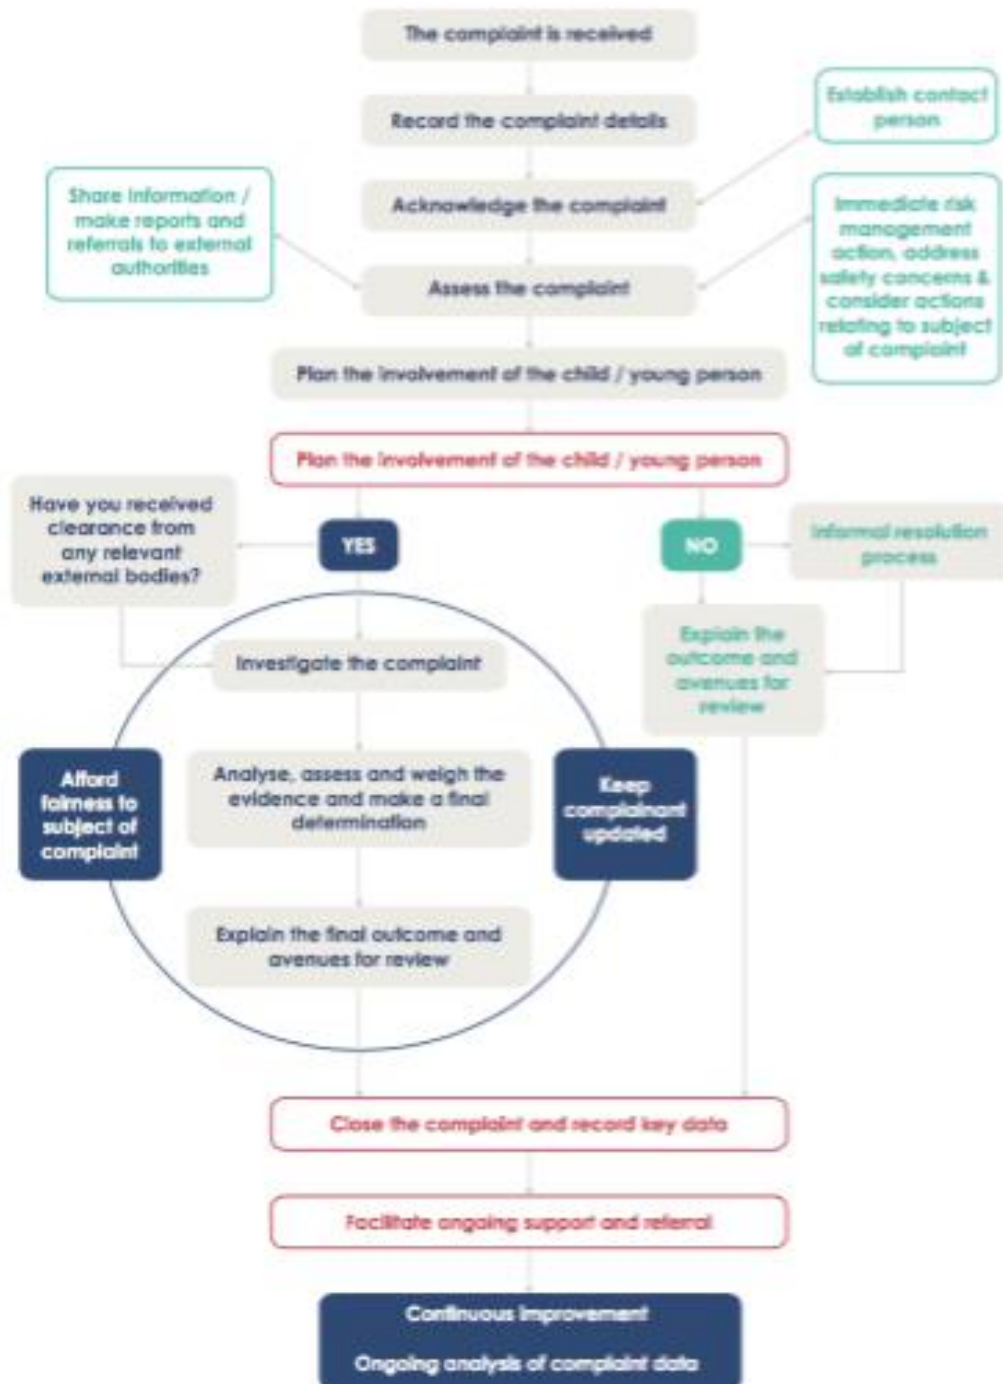 The complaint is received
Record the complaint details
Establish contact
person
Acknowledge the complaint
Share information /
make reports and
referrals to external
authorities
Immediate risk
management
action, address
safety concerns &
consider actions
relating to subject
of complaint
Assess the complaint
Plan the involvement of the child / young person
Plan the involvement of the child / young person
Have you received
clearance from
any relevant
external bodies?
YES
NO
Informal resolution
process
Investigate the complaint
Explain the
outcome and
avenues for
review
Afford
fairness to
subject of
complaint
Analyse, assess and weigh the
evidence and make a final
determination
Keep
complainant
updated
Explain the final outcome and
avenues for review
Close the complaint and record key data
Facilitate ongoing support and referral
Continuous improvement
Ongoing analysis of complaint data